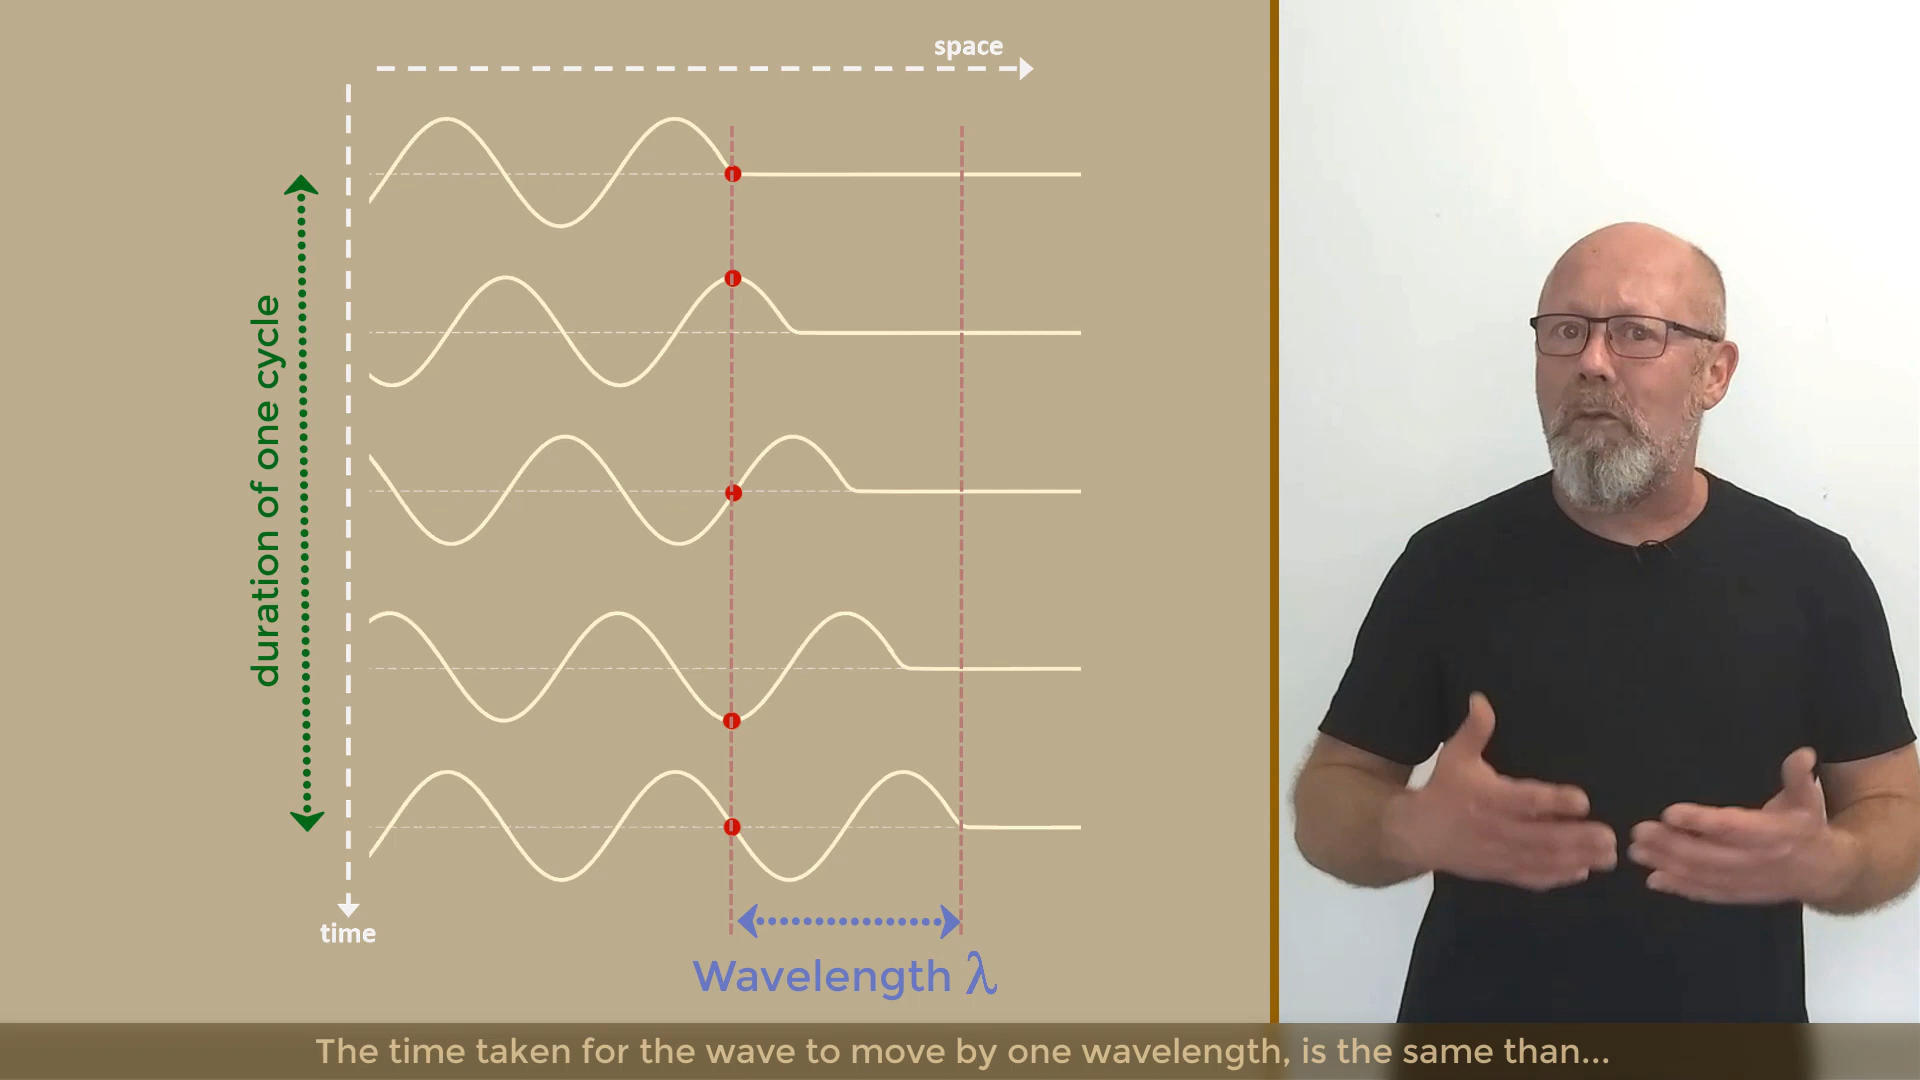 space
duration of one cycle
time
Wavelength λ
The time taken for the wave to move by one wavelength, is the same than...